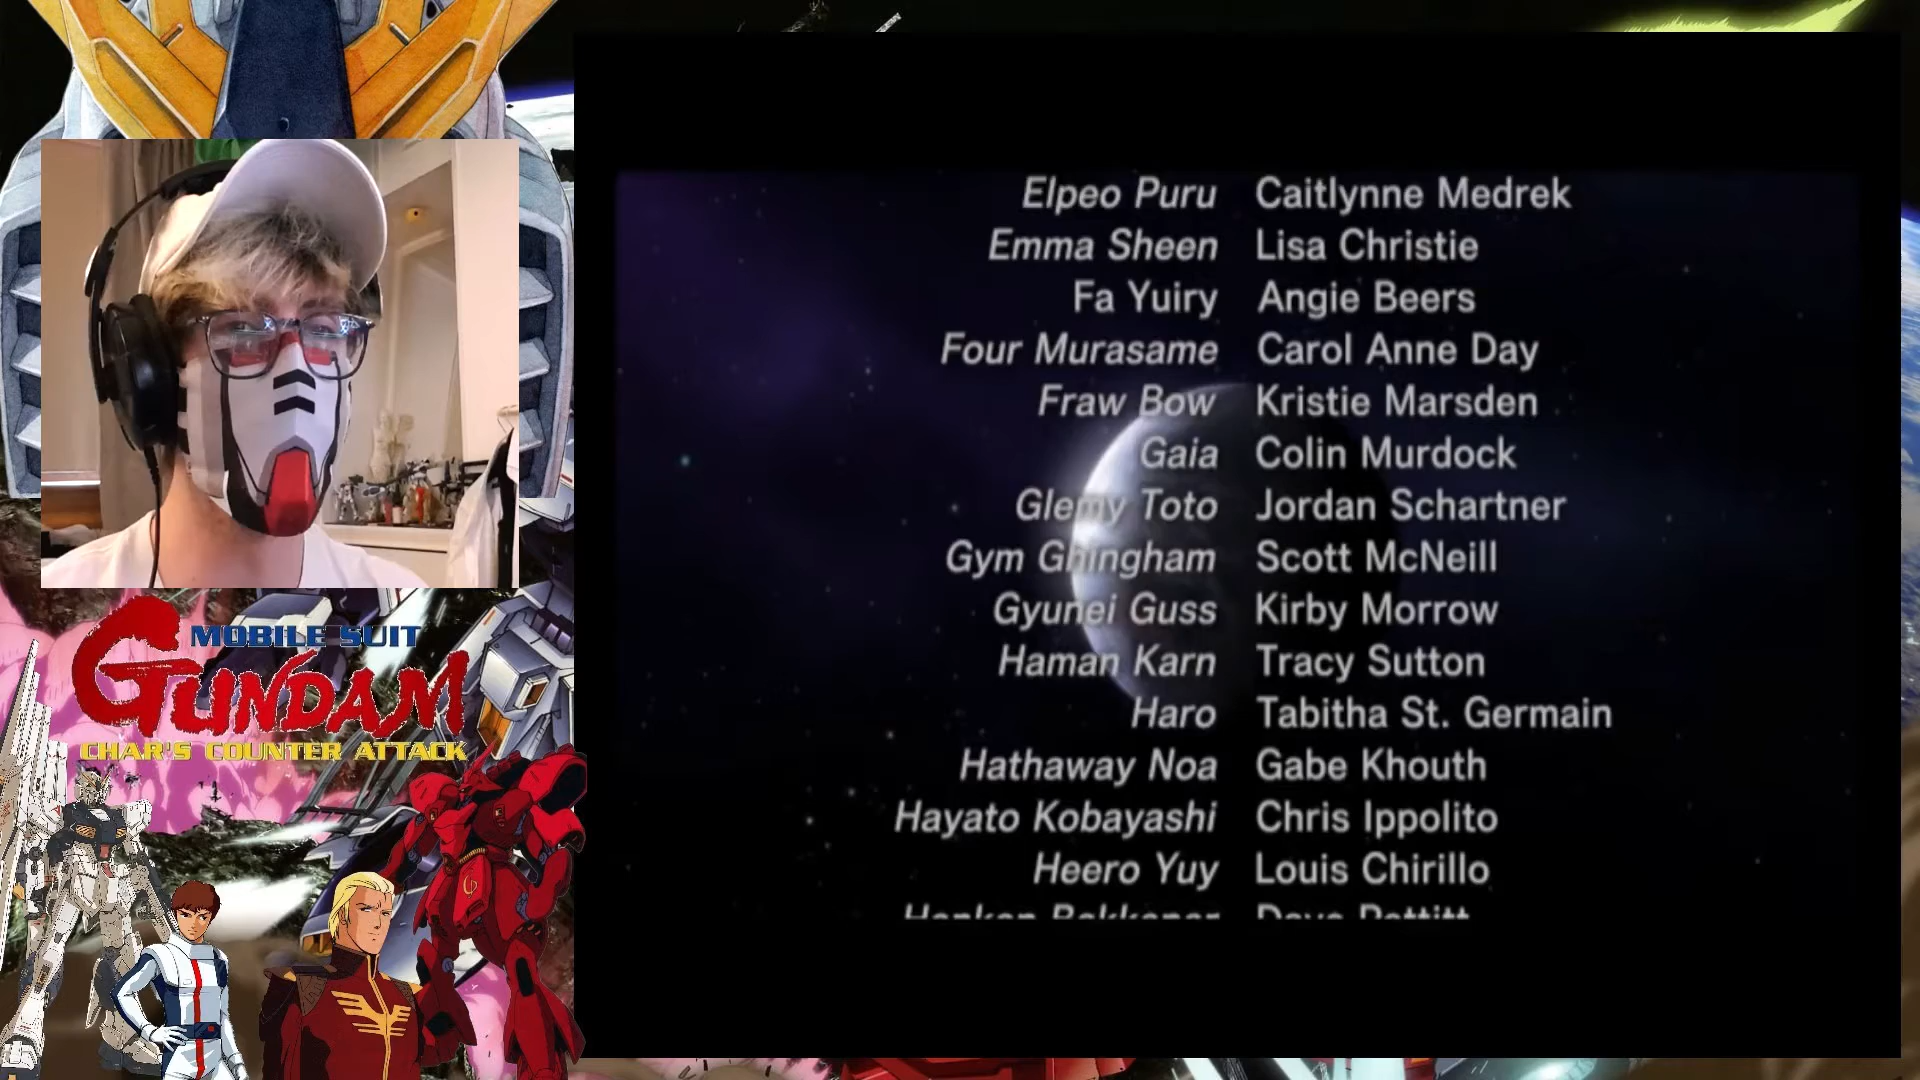 MOBILE SUIT
GUNDAM
CHAR'S COUNTER ATTACK
Elpeo Puru Caitlynne Medrek
Emma Sheen Lisa Christie
Fa Yuiry Angie Beers
Four Murasame Carol Anne Day
Fraw Bow Kristie Marsden
Gaia Colin Murdock
Glemy Toto Jordan Schartner
Gym Ghingham Scott McNeill
Gyunei Guss Kirby Morrow
Haman Karn Tracy Sutton
Haro Tabitha St. Germain
Hathaway Noa Gabe Khouth
Hayato Kobayashi Chris Ippolito
Heero Yuy Louis Chirillo